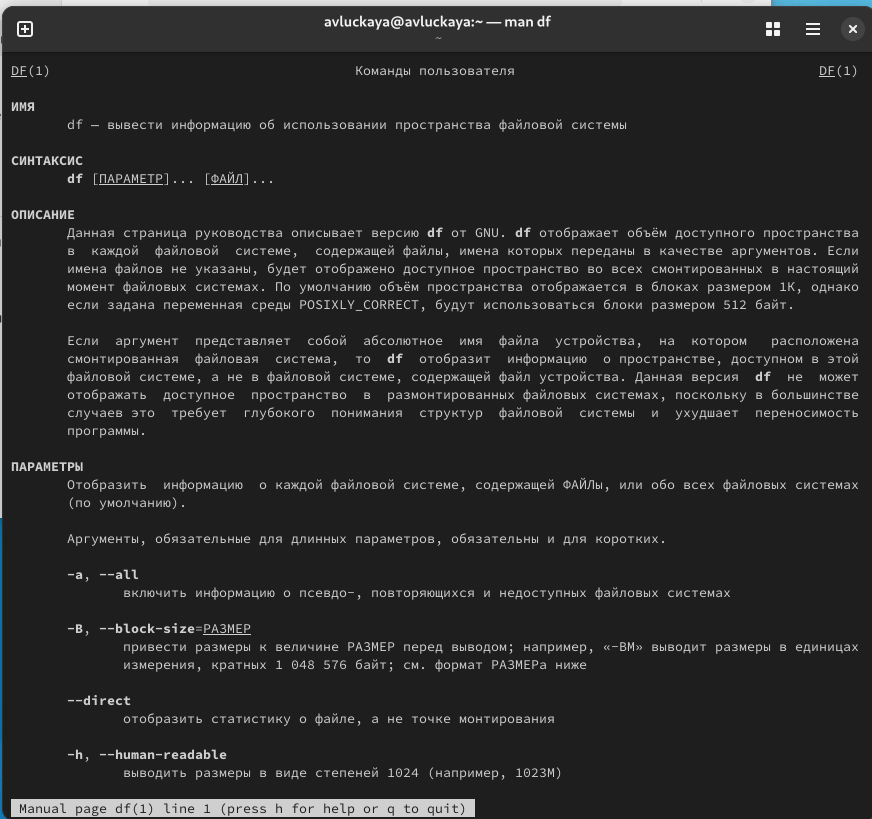 avluckaya@avluckaya:~ — man df
~
DF(1) Команды пользователя DF(1)
ИМЯ
df – вывести информацию об использовании пространства файловой системы
СИНТАКСИС
df [ПАРАМЕТР]... [ФАЙЛ]...
ОПИСАНИЕ
Данная страница руководства описывает версию df от GNU. df отображает объём доступного пространства
в каждой файловой системе, содержащей файлы, имена которых переданы в качестве аргументов. Если
имена файлов не указаны, будет отображено доступное пространство во всех смонтированных в настоящий
момент файловых системах. По умолчанию объём пространства отображается в блоках размером 1K, однако
если задана переменная среды POSIXLY_CORRECT, будут использоваться блоки размером 512 байт.
Если аргумент представляет собой абсолютное имя файла устройства, на котором расположена
смонтированная файловая система, то df отобразит информацию о пространстве, доступном в этой
файловой системе, а не в файловой системе, содержащей файл устройства. Данная версия df не может
отображать доступное пространство в размонтированных файловых системах, поскольку в большинстве
случаев это требует глубокого понимания структур файловой системы и ухудшает переносимость
программы.
ПАРАМЕТРЫ
Отобразить информацию о каждой файловой системе, содержащей ФАЙЛы, или обо всех файловых системах
(по умолчанию).
Аргументы, обязательные для длинных параметров, обязательны и для коротких.
-a, --all
включить информацию о псевдо-, повторяющихся и недоступных файловых системах
-B, --block-size=РАЗМЕР
привести размеры к величине РАЗМЕР перед выводом; например, «-BM» выводит размеры в единицах
измерения, кратных 1 048 576 байт; см. формат РАЗМЕРа ниже
--direct
отобразить статистику о файле, а не точке монтирования
-h, --human-readable
выводить размеры в виде степеней 1024 (например, 1023M)
Manual page df(1) line 1 (press h for help or q to quit)